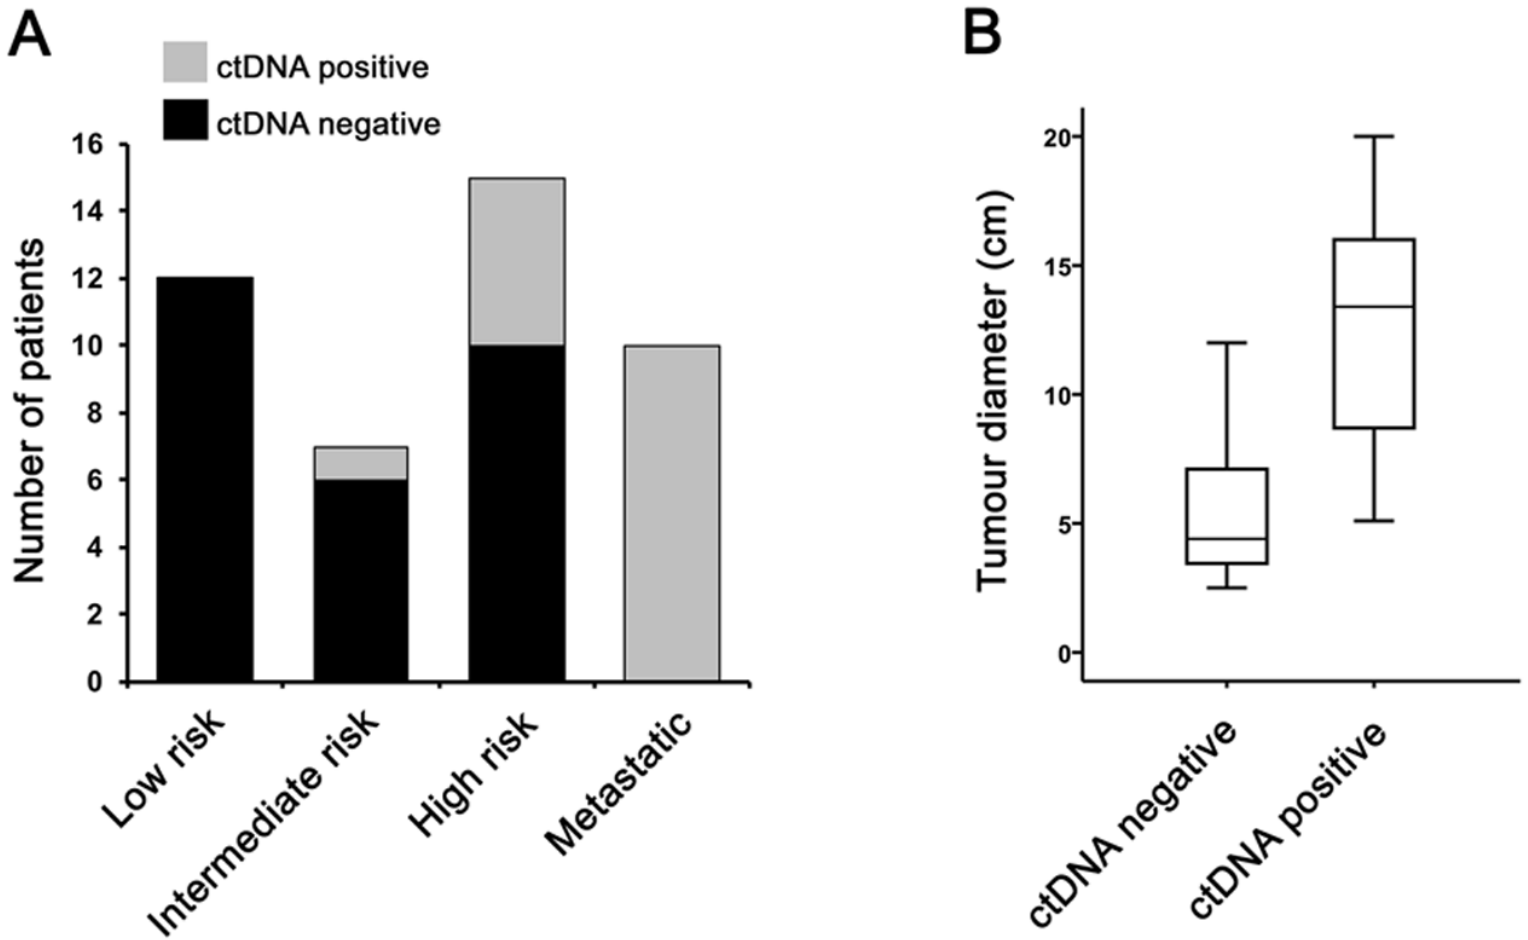 A
ctDNA positive
ctDNA negative
Number of patients
16
14
12
10
8
6
4
2
0
Low risk
Intermediate risk
High risk
Metastatic
B
Tumour diameter (cm)
20
15
10
5
0
ctDNA negative
ctDNA positive